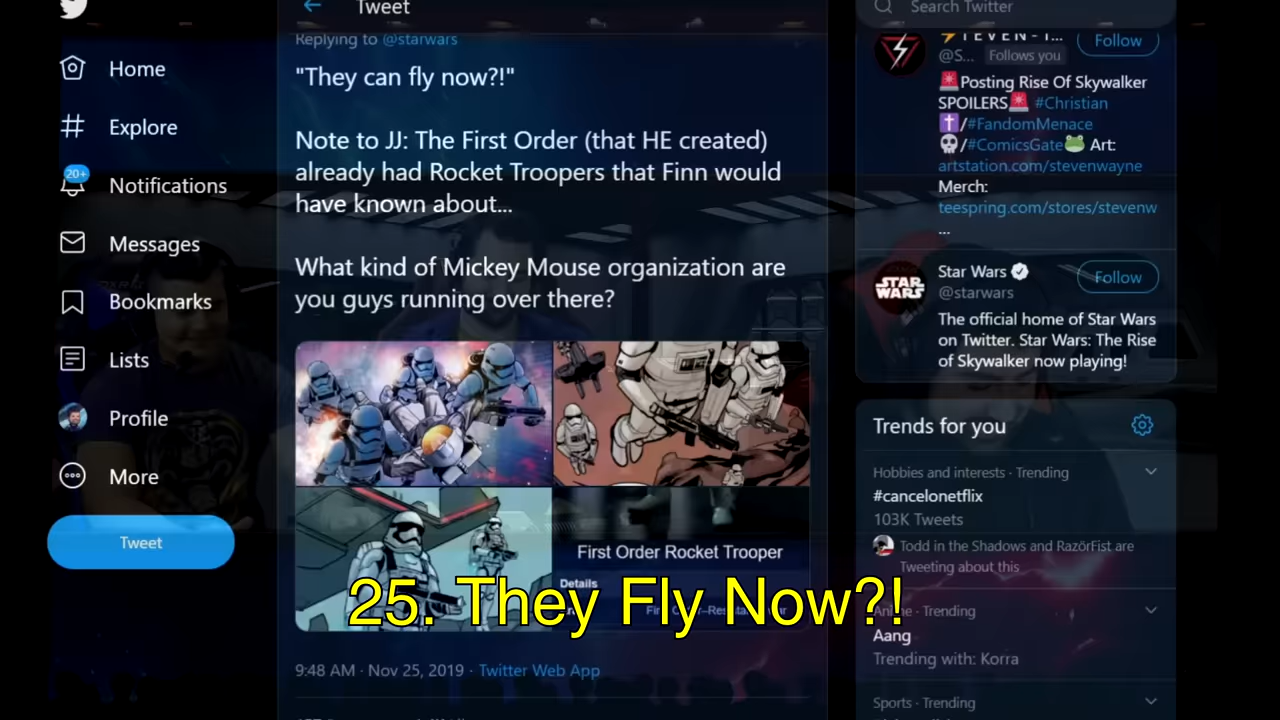 Home
Explore
20+
Notifications
Messages
Bookmarks
Lists
Profile
More
Tweet
Tweet
Replying to @starwars
"They can fly now?!"
Note to JJ: The First Order (that HE created)
already had Rocket Troopers that Finn would
have known about...
What kind of Mickey Mouse organization are
you guys running over there?
First Order Rocket Trooper
Details
25. They Fly Now?!
9:48 AM · Nov 25, 2019 · Twitter Web App
Search Twitter
@S... Follows you
Follow
🚨Posting Rise Of Skywalker
SPOILERS🚨 #Christian
✝️/#FandomMenace
💀/#ComicsGate🐸 Art:
artstation.com/stevenwayne
Merch:
teespring.com/stores/stevenw
...
STAR WARS
Star Wars
@starwars
Follow
The official home of Star Wars
on Twitter. Star Wars: The Rise
of Skywalker now playing!
Trends for you
Hobbies and interests · Trending
#cancelonetflix
103K Tweets
Todd in the Shadows and RazörFist are
Tweeting about this
Anime · Trending
Aang
Trending with: Korra
Sports · Trending